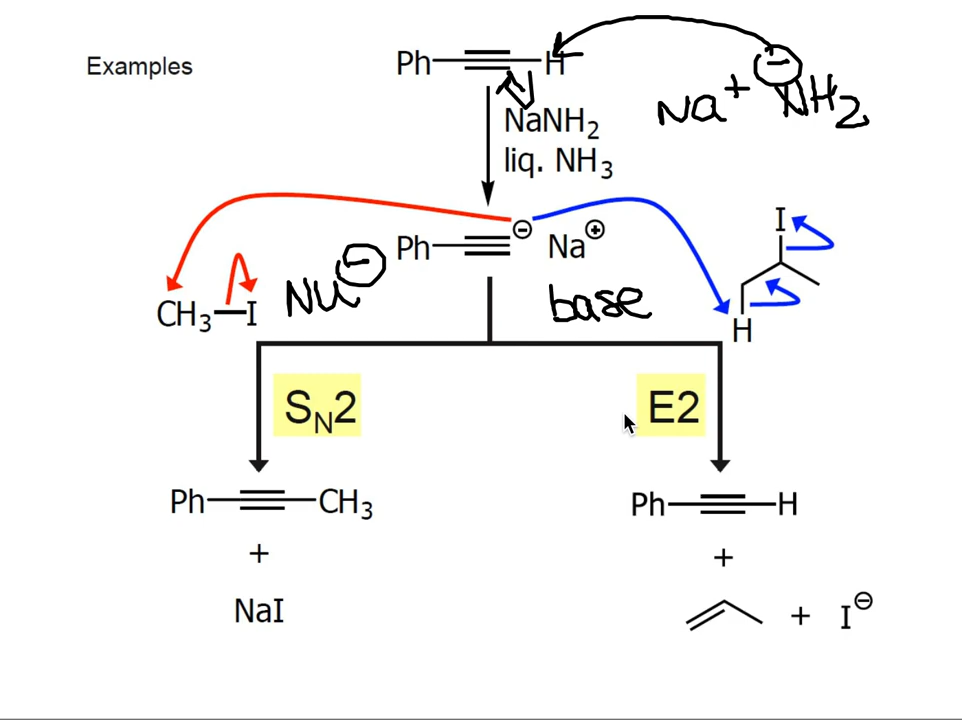 Examples
Ph H
Na+ −NH2
NaNH2
liq. NH3
Ph ⊖ Na⊕
I
CH3 I
Nu−
base
H
SN2
E2
Ph CH3
Ph H
+
+
NaI
+ I⊖